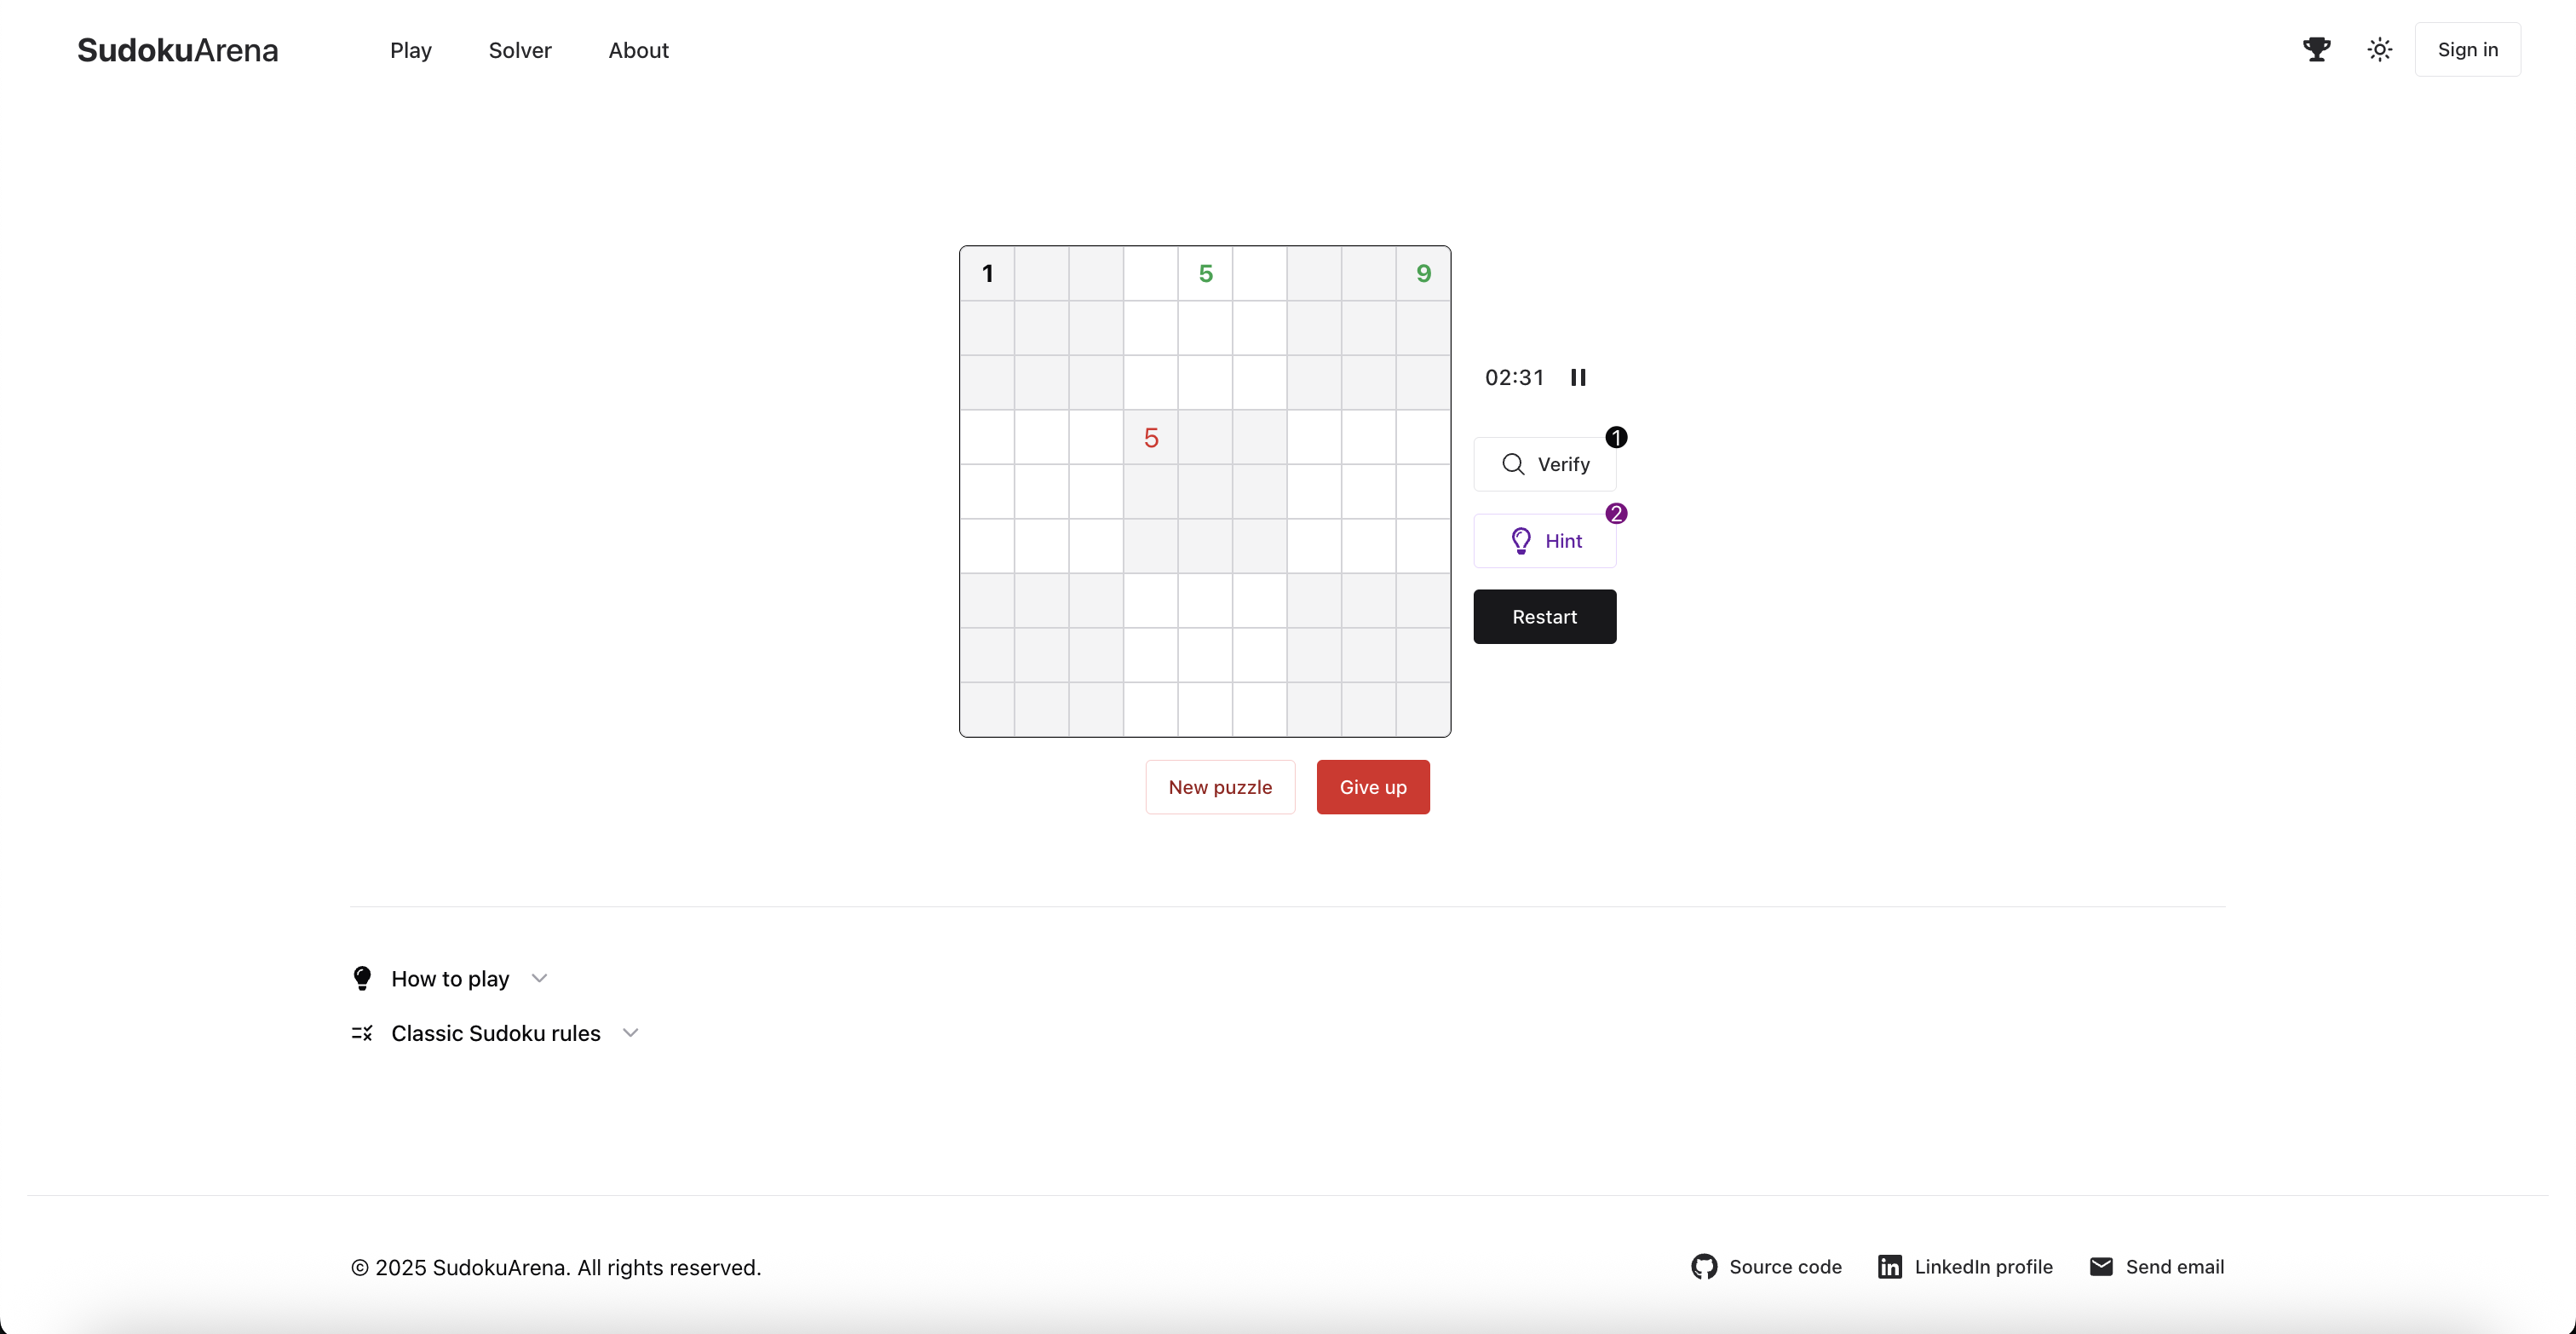 SudokuArena Play Solver About Sign in
1 5 9
02:31
5
1
Verify
2
Hint
Restart
New puzzle Give up
How to play
Classic Sudoku rules
© 2025 SudokuArena. All rights reserved. Source code LinkedIn profile Send email